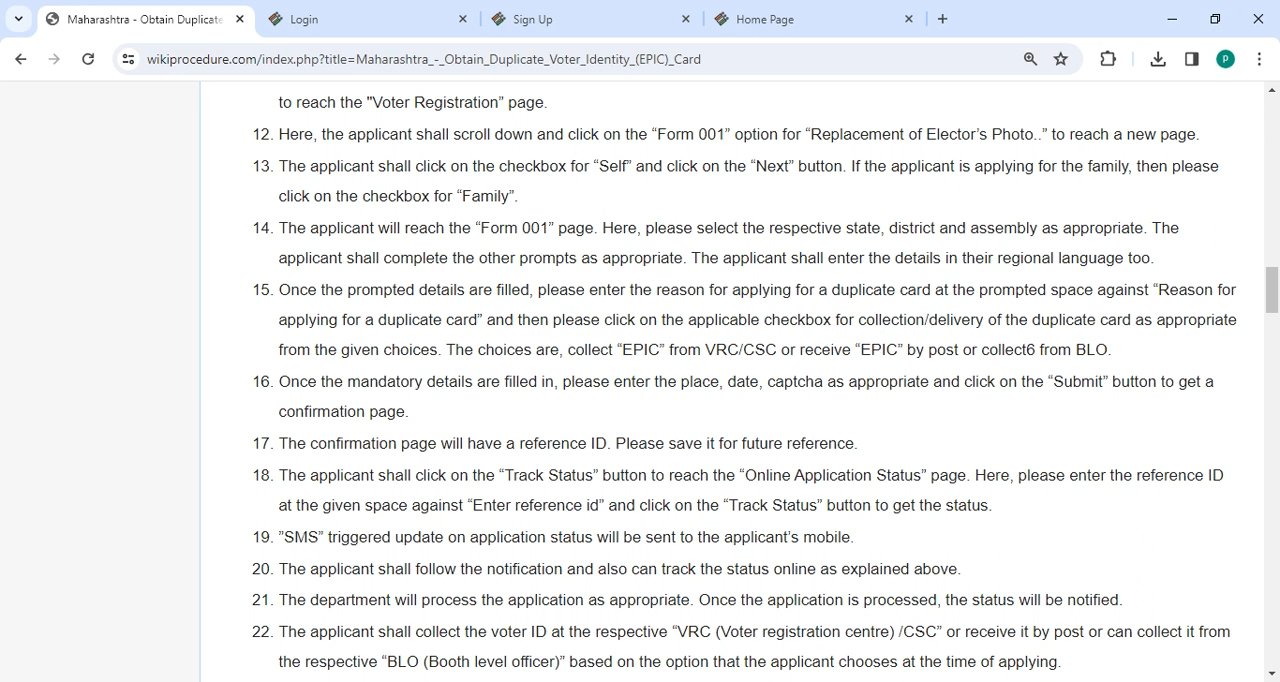 Maharashtra - Obtain Duplicate
Login
Sign Up
Home Page
wikiprocedure.com/index.php?title=Maharashtra_-_Obtain_Duplicate_Voter_Identity_(EPIC)_Card
P
to reach the "Voter Registration” page.
12. Here, the applicant shall scroll down and click on the “Form 001” option for “Replacement of Elector’s Photo..” to reach a new page.
13. The applicant shall click on the checkbox for “Self” and click on the “Next” button. If the applicant is applying for the family, then please
click on the checkbox for “Family”.
14. The applicant will reach the “Form 001” page. Here, please select the respective state, district and assembly as appropriate. The
applicant shall complete the other prompts as appropriate. The applicant shall enter the details in their regional language too.
15. Once the prompted details are filled, please enter the reason for applying for a duplicate card at the prompted space against “Reason for
applying for a duplicate card” and then please click on the applicable checkbox for collection/delivery of the duplicate card as appropriate
from the given choices. The choices are, collect “EPIC” from VRC/CSC or receive “EPIC” by post or collect6 from BLO.
16. Once the mandatory details are filled in, please enter the place, date, captcha as appropriate and click on the “Submit” button to get a
confirmation page.
17. The confirmation page will have a reference ID. Please save it for future reference.
18. The applicant shall click on the “Track Status” button to reach the “Online Application Status” page. Here, please enter the reference ID
at the given space against “Enter reference id” and click on the “Track Status” button to get the status.
19. ”SMS” triggered update on application status will be sent to the applicant’s mobile.
20. The applicant shall follow the notification and also can track the status online as explained above.
21. The department will process the application as appropriate. Once the application is processed, the status will be notified.
22. The applicant shall collect the voter ID at the respective “VRC (Voter registration centre) /CSC” or receive it by post or can collect it from
the respective “BLO (Booth level officer)” based on the option that the applicant chooses at the time of applying.